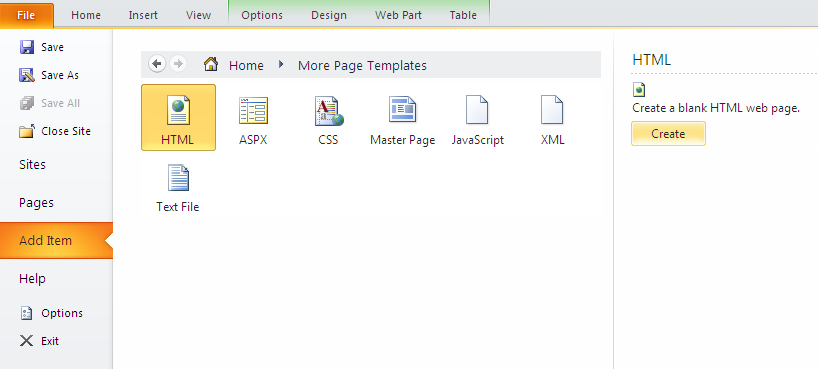 File Home Insert View Options Design Web Part Table
Save
Save As
Save All
Close Site
Sites
Pages
Add Item
Help
Options
Exit
Home More Page Templates
HTML ASPX CSS Master Page JavaScript XML
Text File
HTML
Create a blank HTML web page.
Create